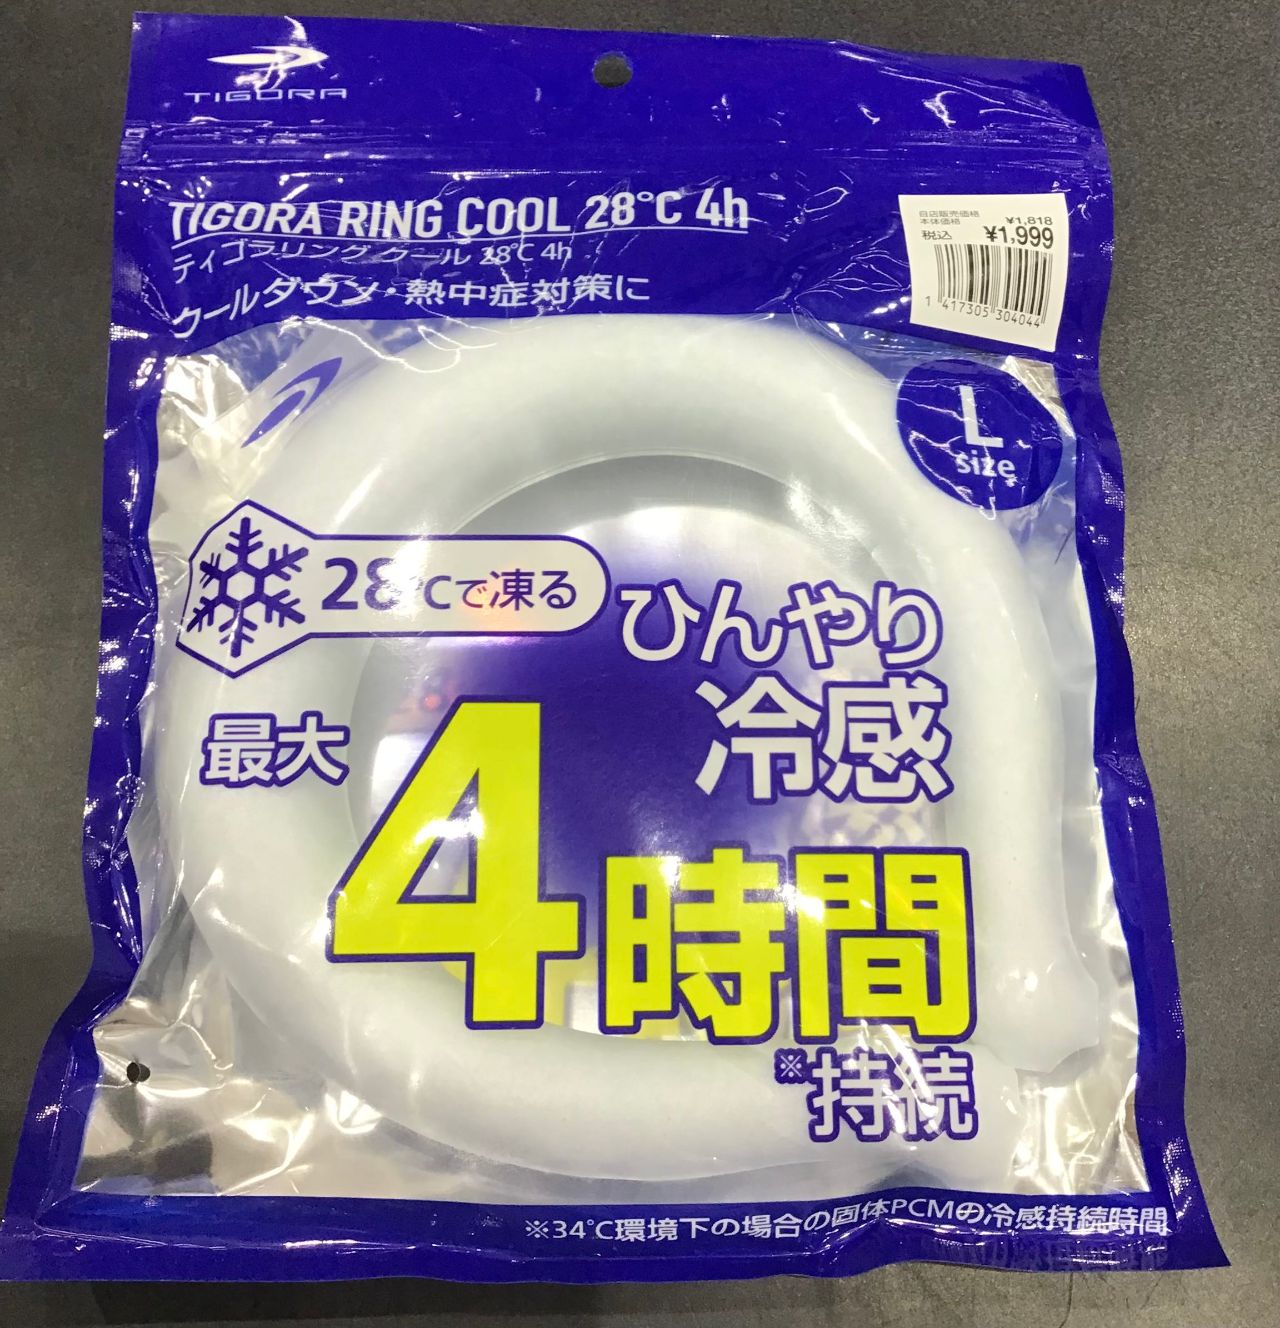 TIGORA
TIGORA RING COOL 28℃ 4h
ティゴラリング クール 28℃ 4h
クールダウン・熱中症対策に
自店販売価格
本体価格 ¥1,818
税込 ¥1,999
1 417305 304044
L
size
28℃で凍る
ひんやり
冷感
最大
4時間
※持続
※34℃環境下の場合の固体PCMの冷感持続時間